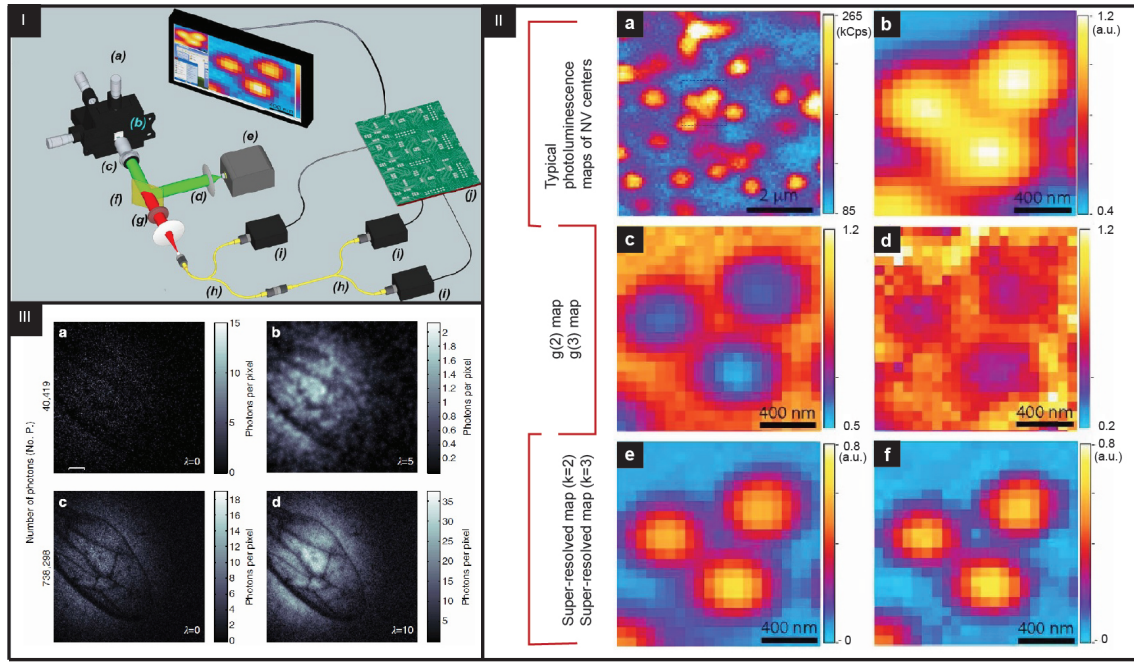 I
(a)
(b)
(c)
(d)
(e)
(f)
(g)
(h)
(h)
(i)
(i)
(i)
(j)
II
Typical
photoluminescence
maps of NV centers
a
2 μm
265
(kCps)
85
b
400 nm
1.2
(a.u.)
0.4
g(2) map
g(3) map
c
400 nm
1.2
0.5
d
400 nm
1.2
0.2
Super-resolved map (k=2)
Super-resolved map (k=3)
e
400 nm
0.8
(a.u.)
0
f
400 nm
0.8
(a.u.)
0
III
Number of photons (No. P.)
40,419
738,298
a
λ=0
15
10
5
0
Photons per pixel
b
λ=5
2
1.8
1.6
1.4
1.2
1
0.8
0.6
0.4
0.2
Photons per pixel
c
λ=0
18
16
14
12
10
8
6
4
2
0
Photons per pixel
d
λ=10
35
30
25
20
15
10
5
Photons per pixel